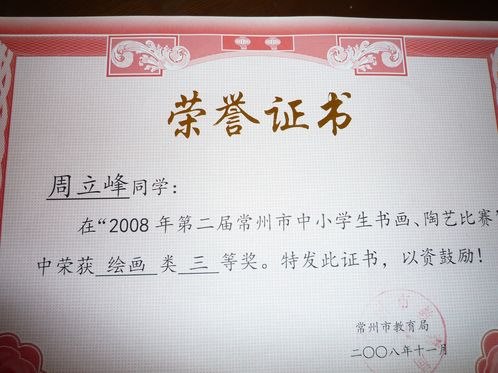 荣誉证书
周立峰同学：
在“2008年第二届常州市中小学生书画、陶艺比赛”
中荣获 绘画 类 三 等奖。特发此证书，以资鼓励！
常州市教育局
二〇〇八年十一月